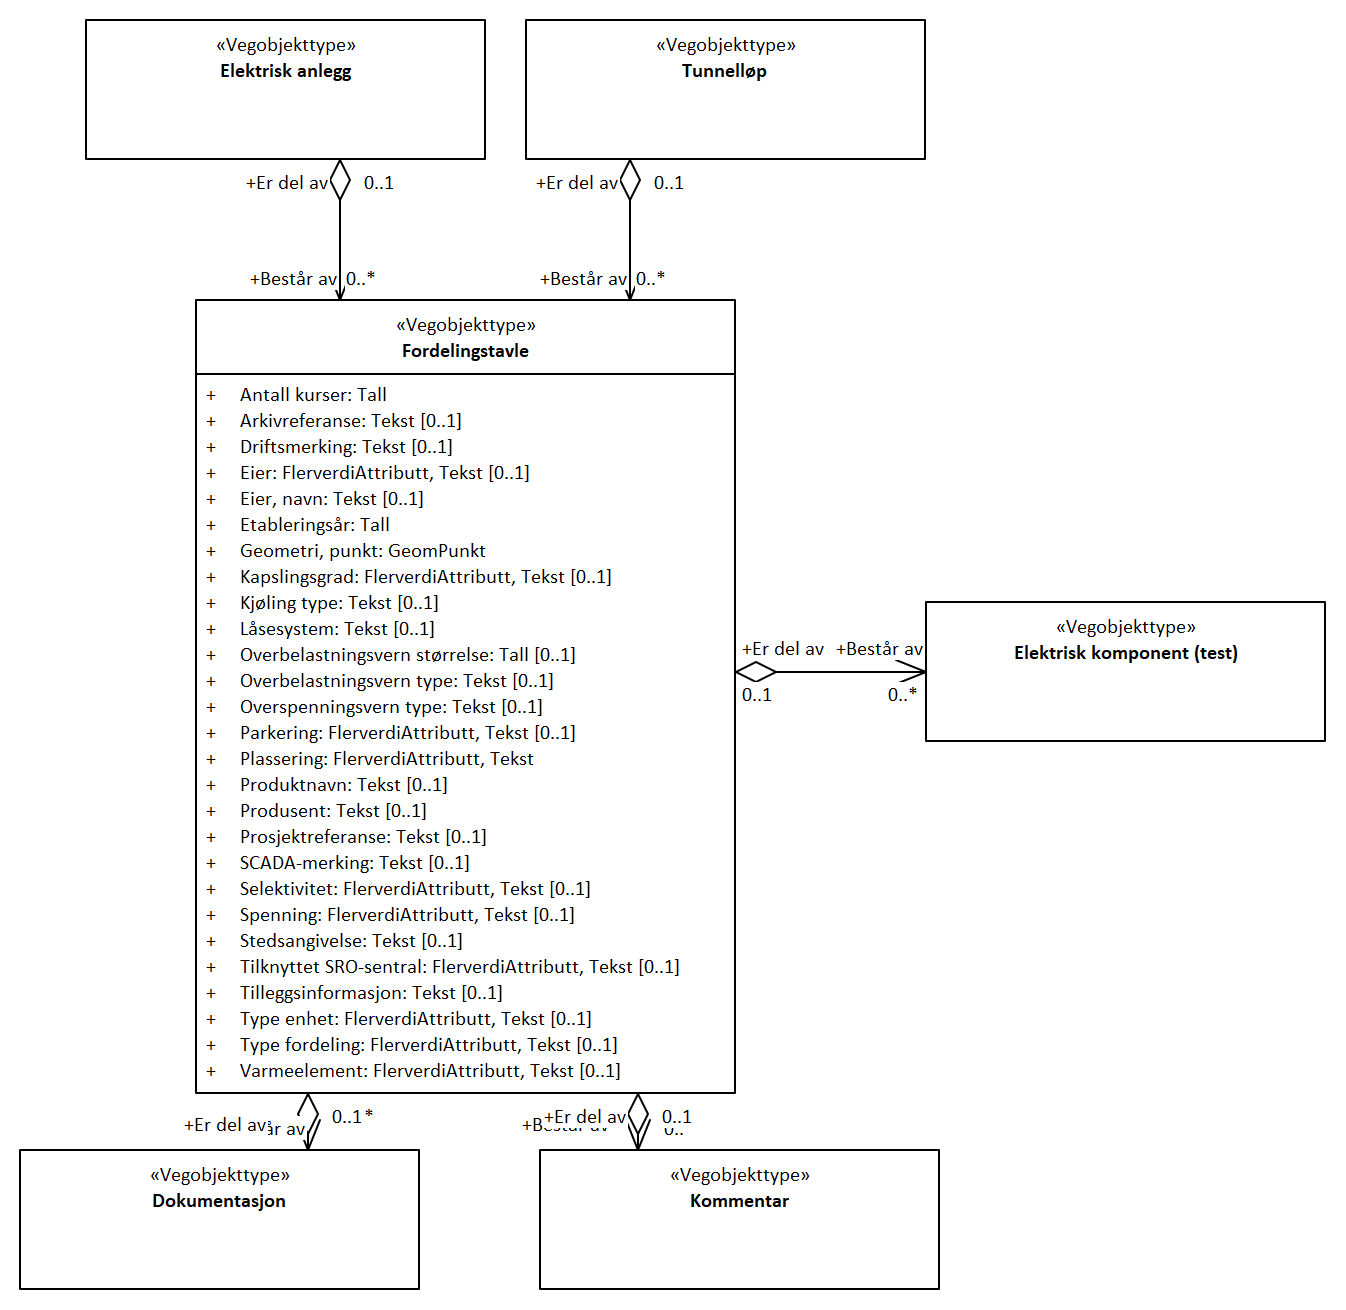 «Vegobjekttype»
Elektrisk anlegg
«Vegobjekttype»
Tunnelløp
+Er del av 0..1
+Er del av 0..1
+Består av 0..*
+Består av 0..*
«Vegobjekttype»
Fordelingstavle
+ Antall kurser: Tall
+ Arkivreferanse: Tekst [0..1]
+ Driftsmerking: Tekst [0..1]
+ Eier: FlerverdiAttributt, Tekst [0..1]
+ Eier, navn: Tekst [0..1]
+ Etableringsår: Tall
+ Geometri, punkt: GeomPunkt
+ Kapslingsgrad: FlerverdiAttributt, Tekst [0..1]
+ Kjøling type: Tekst [0..1]
+ Låsesystem: Tekst [0..1]
+ Overbelastningsvern størrelse: Tall [0..1]
+ Overbelastningsvern type: Tekst [0..1]
+ Overspenningsvern type: Tekst [0..1]
+ Parkering: FlerverdiAttributt, Tekst [0..1]
+ Plassering: FlerverdiAttributt, Tekst
+ Produktnavn: Tekst [0..1]
+ Produsent: Tekst [0..1]
+ Prosjektreferanse: Tekst [0..1]
+ SCADA-merking: Tekst [0..1]
+ Selektivitet: FlerverdiAttributt, Tekst [0..1]
+ Spenning: FlerverdiAttributt, Tekst [0..1]
+ Stedsangivelse: Tekst [0..1]
+ Tilknyttet SRO-sentral: FlerverdiAttributt, Tekst [0..1]
+ Tilleggsinformasjon: Tekst [0..1]
+ Type enhet: FlerverdiAttributt, Tekst [0..1]
+ Type fordeling: FlerverdiAttributt, Tekst [0..1]
+ Varmeelement: FlerverdiAttributt, Tekst [0..1]
+Er del av +Består av
0..1 0..*
«Vegobjekttype»
Elektrisk komponent (test)
+Er del av 0..1
+Er del av 0..1
«Vegobjekttype»
Dokumentasjon
«Vegobjekttype»
Kommentar